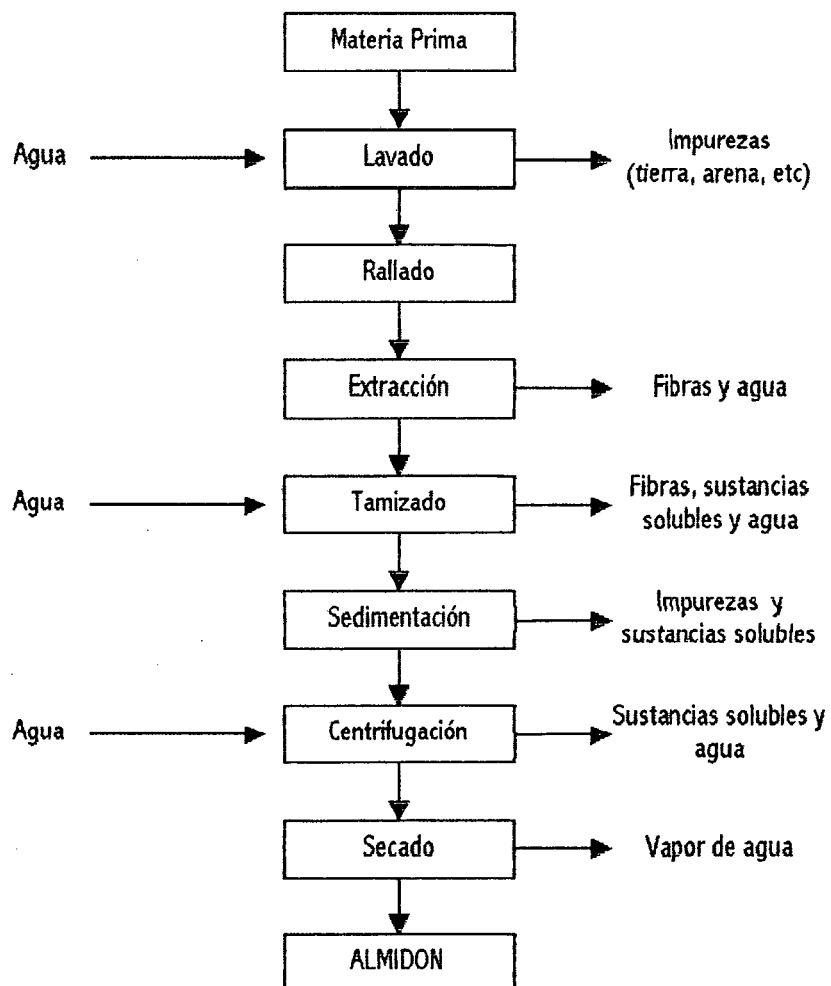 Materia Prima
Agua
Lavado
Impurezas
(tierra, arena, etc)
Rallado
Extracción
Fibras y agua
Agua
Tamizado
Fibras, sustancias
solubles y agua
Sedimentación
Impurezas y
sustancias solubles
Agua
Centrifugación
Sustancias solubles y
agua
Secado
Vapor de agua
ALMIDON